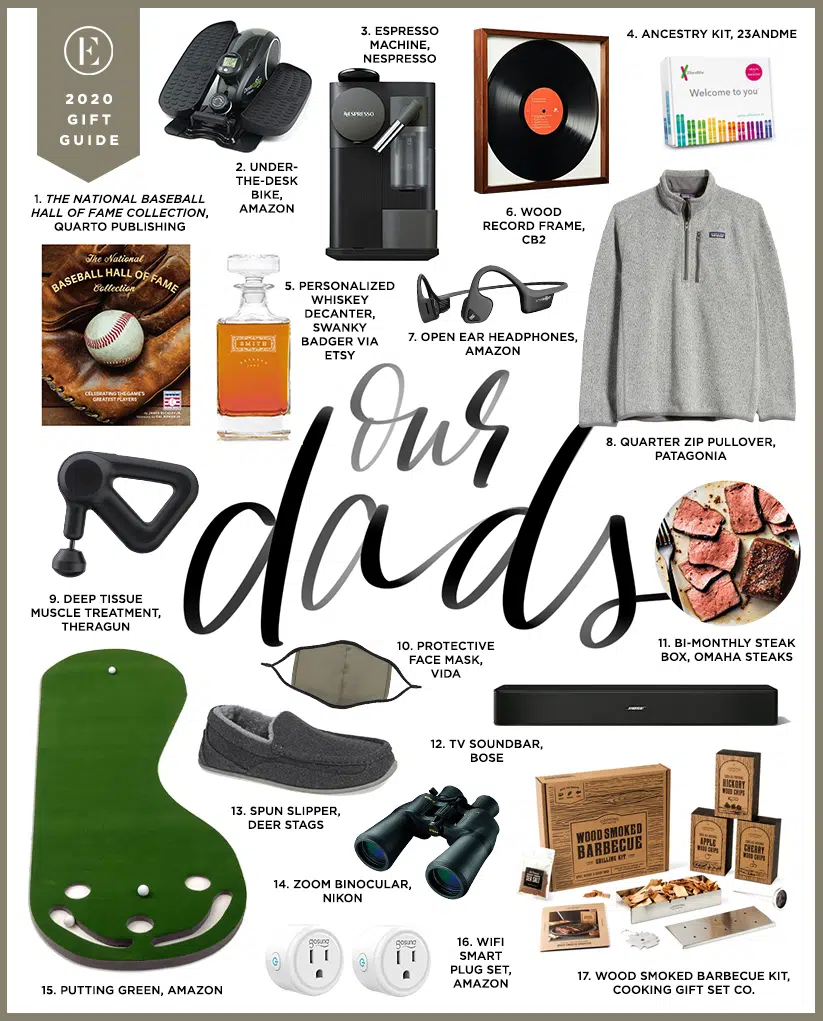 E
2020
GIFT
GUIDE
1. THE NATIONAL BASEBALL
HALL OF FAME COLLECTION,
QUARTO PUBLISHING
The National
BASEBALL HALL OF FAME
Collection
CELEBRATING THE GAME'S
GREATEST PLAYERS
2. UNDER-
THE-DESK
BIKE,
AMAZON
3. ESPRESSO
MACHINE,
NESPRESSO
NESPRESSO
4. ANCESTRY KIT, 23ANDME
23andMe
Welcome to you
5. PERSONALIZED
WHISKEY
DECANTER,
SWANKY
BADGER VIA
ETSY
SMITH
6. WOOD
RECORD FRAME,
CB2
7. OPEN EAR HEADPHONES,
AMAZON
8. QUARTER ZIP PULLOVER,
PATAGONIA
our
dads
9. DEEP TISSUE
MUSCLE TREATMENT,
THERAGUN
10. PROTECTIVE
FACE MASK,
VIDA
11. BI-MONTHLY STEAK
BOX, OMAHA STEAKS
BOSE
12. TV SOUNDBAR,
BOSE
13. SPUN SLIPPER,
DEER STAGS
14. ZOOM BINOCULAR,
NIKON
15. PUTTING GREEN, AMAZON
gosund
gosund
16. WIFI
SMART
PLUG SET,
AMAZON
WOOD SMOKED
BARBECUE
GRILLING KIT
HICKORY
WOOD CHIPS
APPLE
WOOD CHIPS
CHERRY
WOOD CHIPS
17. WOOD SMOKED BARBECUE KIT,
COOKING GIFT SET CO.